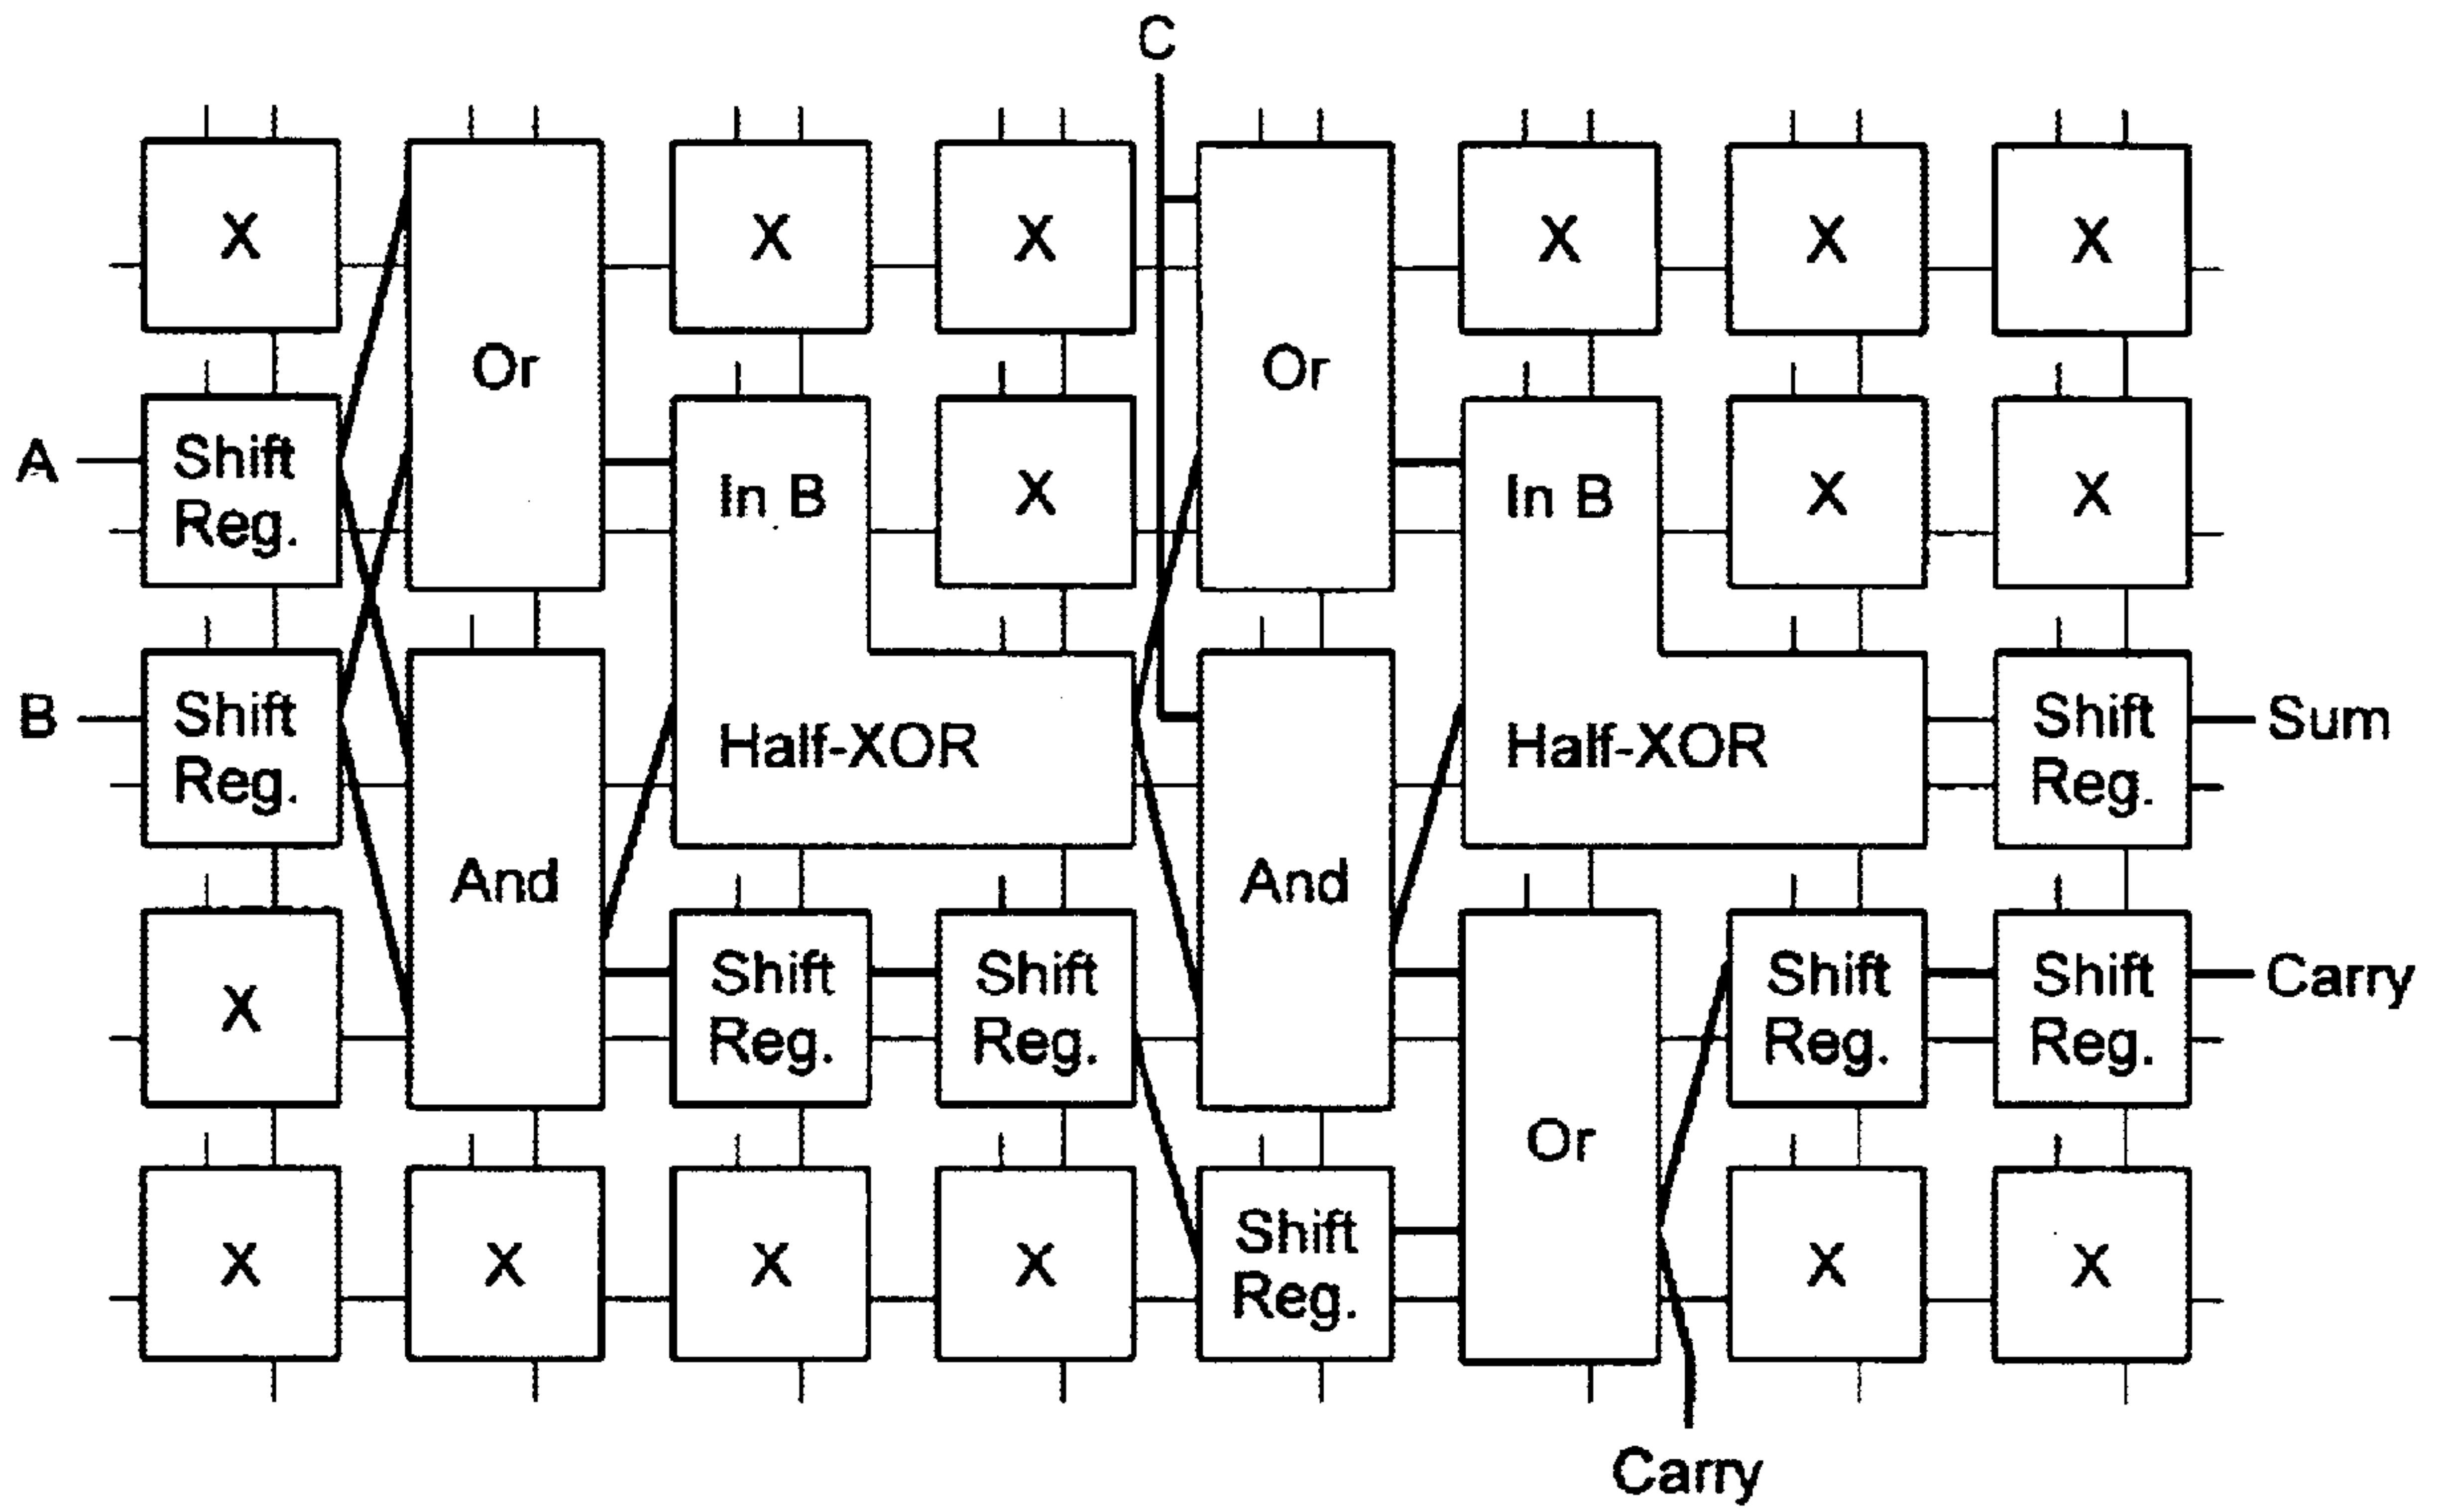 C
X
X
X
X
X
X
Or
Or
A
Shift
Reg.
In B
X
In B
X
X
B
Shift
Reg.
Half-XOR
Half-XOR
Shift
Reg.
Sum
And
And
X
Shift
Reg.
Shift
Reg.
Shift
Reg.
Shift
Reg.
Carry
Or
X
X
X
X
Shift
Reg.
X
X
Carry